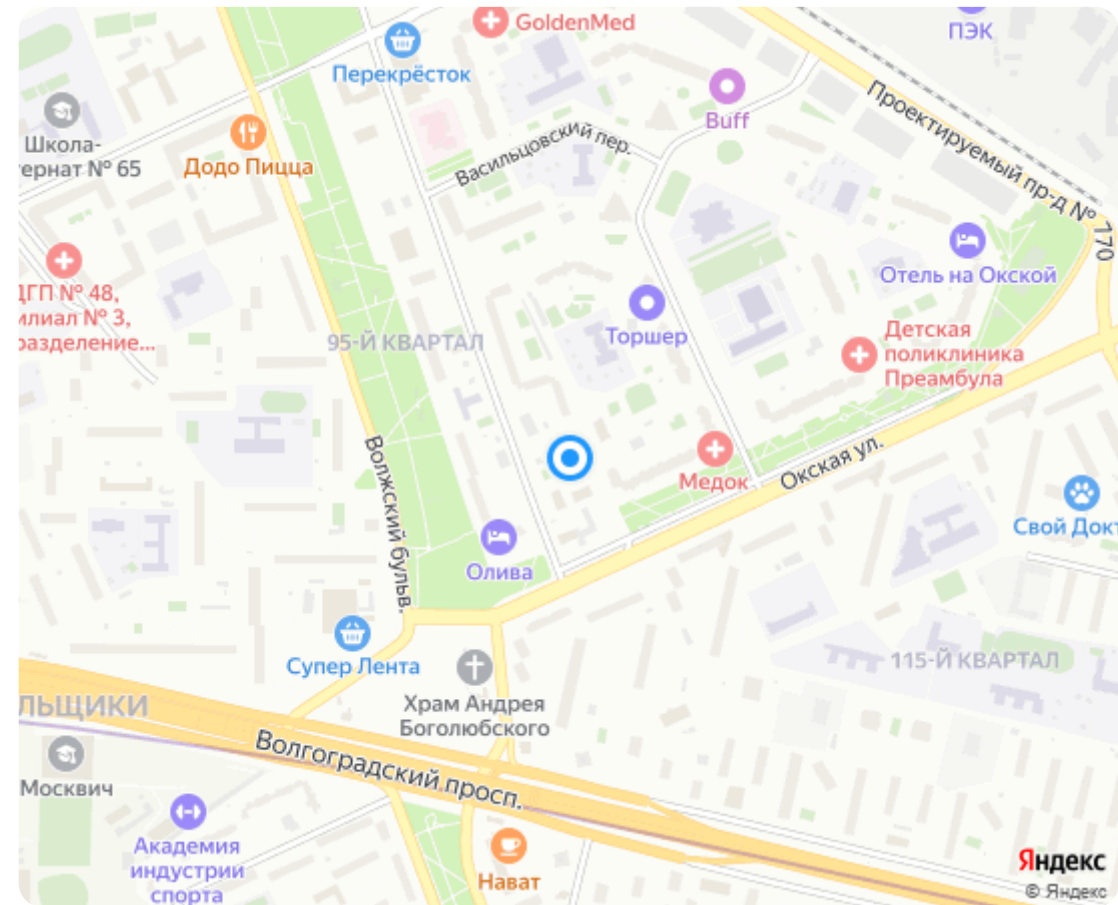 GoldenMed
ПЭК
Перекрёсток
Buff
Проектируемый пр-д № 770
Школа-
тернат № 65
Додо Пицца
Васильцовский пер.
Отель на Окской
ДГП № 48,
илиал № 3,
разделение...
95-Й КВАРТАЛ
Торшер
Детская
поликлиника
Преамбула
Волжский бульв.
Медок
Окская ул.
Свой Докт
Олива
Супер Лента
115-Й КВАРТАЛ
ЛЬЩИКИ
Храм Андрея
Боголюбского
Волгоградский просп.
Москвич
Академия
индустрии
спорта
Нават
Яндекс
© Яндекс